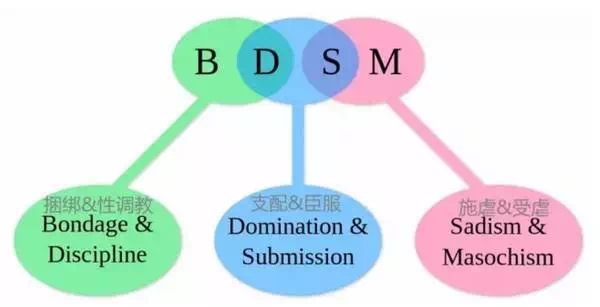 B D S M
捆绑&性调教
Bondage &
Discipline
支配&臣服
Domination &
Submission
施虐&受虐
Sadism &
Masochism